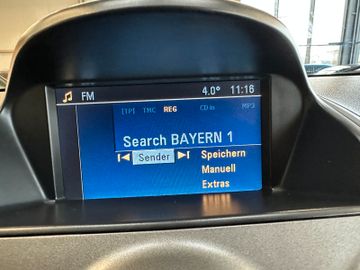 FM 4.0° 11:16
[TP] TMC REG CD in MP3
Search BAYERN 1
Sender Speichern
Manuell
Extras